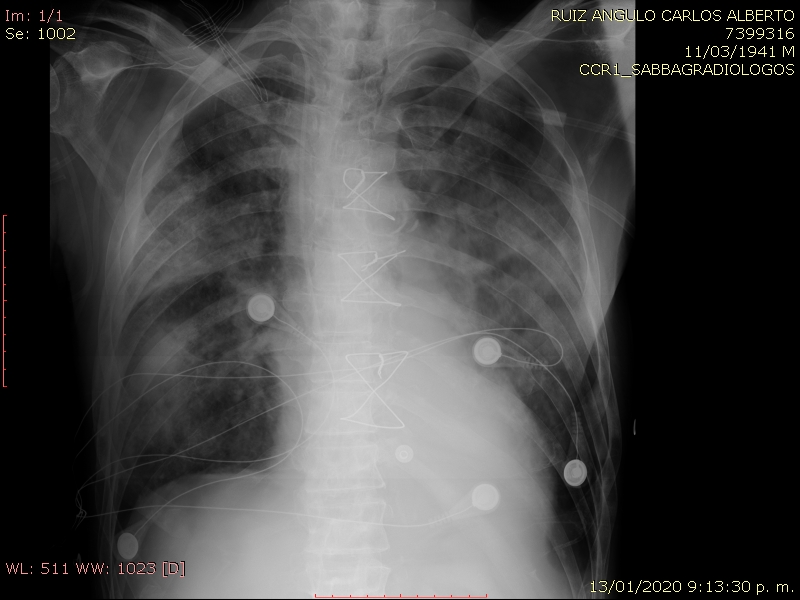 Im: 1/1
Se: 1002
RUIZ ANGULO CARLOS ALBERTO
7399316
11/03/1941 M
CCR1_SABBAGRADIOLOGOS
WL: 511 WW: 1023 [D]
13/01/2020 9:13:30 p. m.